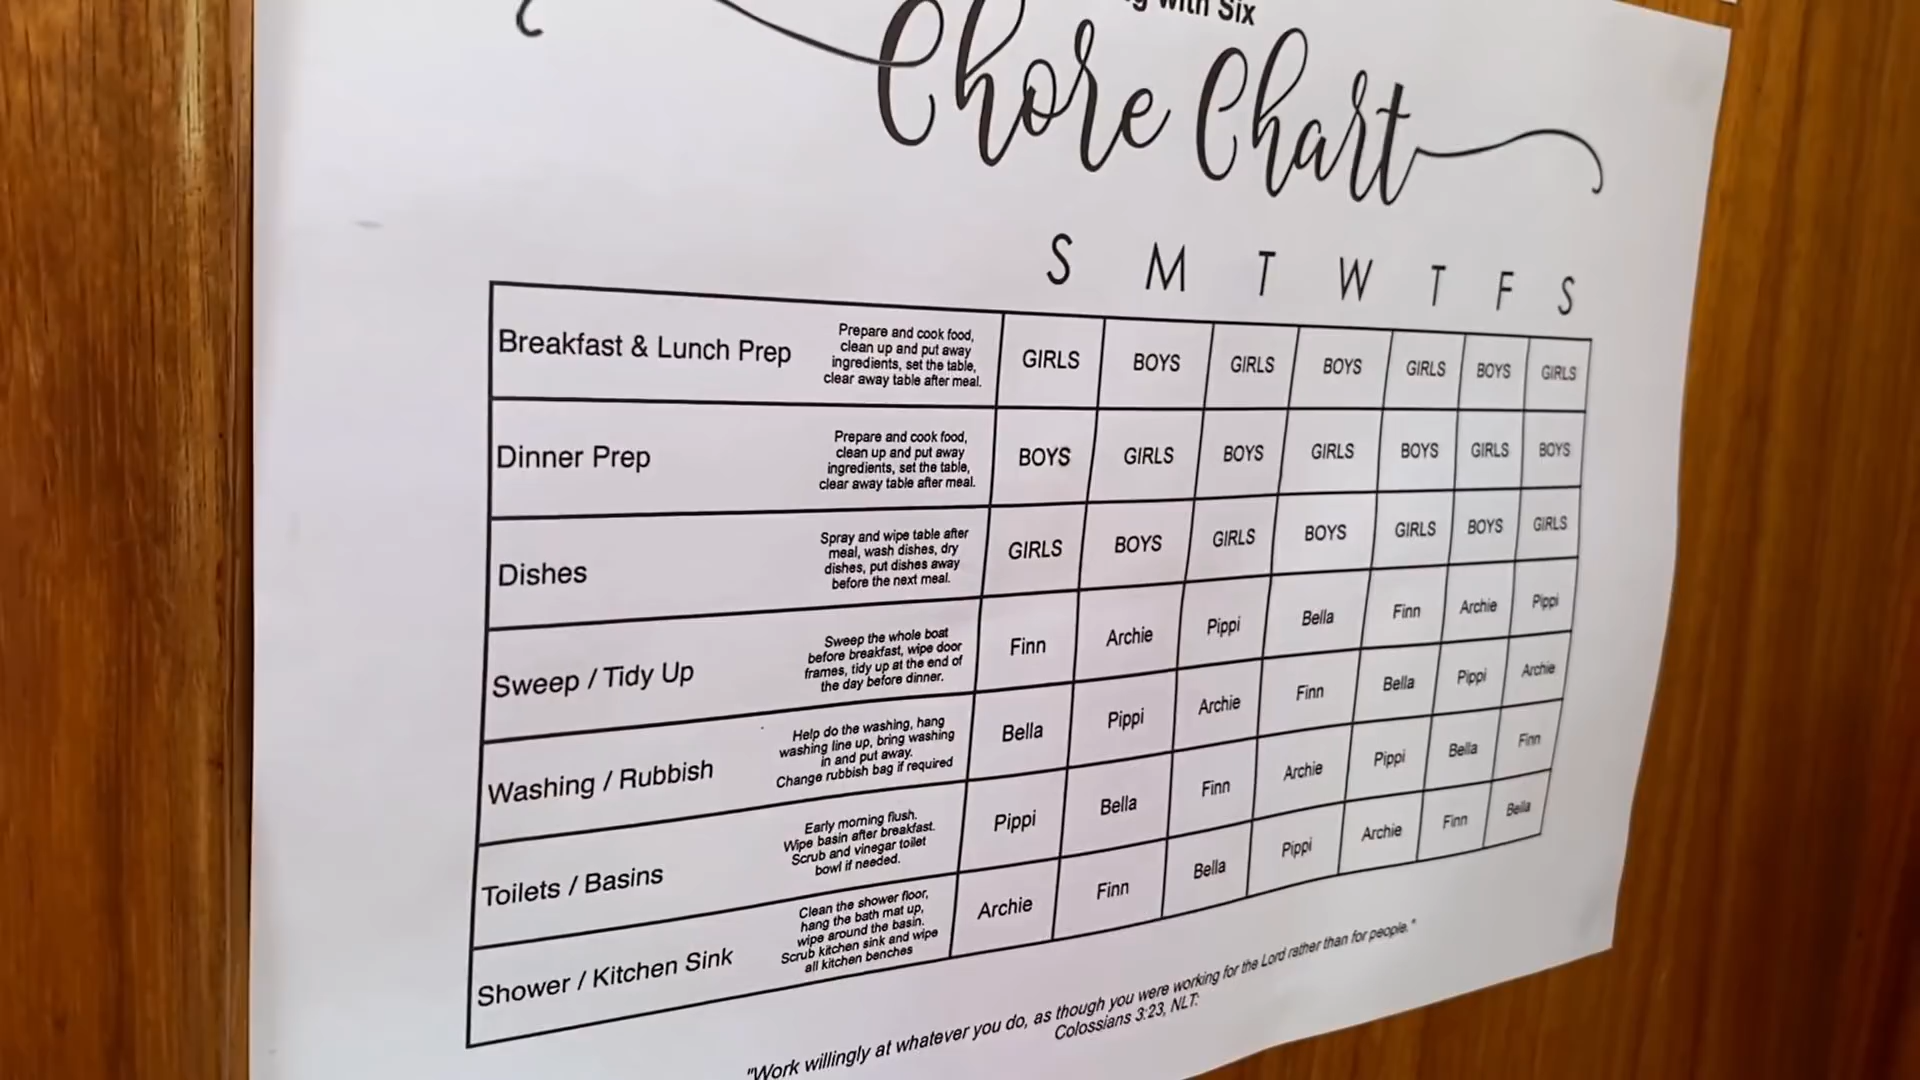 with Six
Chore Chart
S M T W T F S
Breakfast & Lunch Prep
Prepare and cook food,
clean up and put away
ingredients, set the table,
clear away table after meal.
GIRLS BOYS GIRLS BOYS GIRLS BOYS GIRLS
Dinner Prep
Prepare and cook food,
clean up and put away
ingredients, set the table,
clear away table after meal.
BOYS GIRLS BOYS GIRLS BOYS GIRLS BOYS
Dishes
Spray and wipe table after
meal, wash dishes, dry
dishes, put dishes away
before the next meal.
GIRLS BOYS GIRLS BOYS GIRLS BOYS GIRLS
Sweep / Tidy Up
Sweep the whole boat
before breakfast, wipe door
frames, tidy up at the end of
the day before dinner.
Finn Archie Pippi Bella Finn Archie Pippi
Washing / Rubbish
Help do the washing, hang
washing line up, bring washing
in and put away.
Change rubbish bag if required
Bella Pippi Archie Finn Bella Pippi Archie
Toilets / Basins
Early morning flush.
Wipe basin after breakfast.
Scrub and vinegar toilet
bowl if needed.
Pippi Bella Finn Archie Pippi Bella Finn
Shower / Kitchen Sink
Clean the shower floor,
hang the bath mat up,
wipe around the basin.
Scrub kitchen sink and wipe
all kitchen benches
Archie Finn Bella Pippi Archie Finn Bella
"Work willingly at whatever you do, as though you were working for the Lord rather than for people."
Colossians 3:23, NLT: